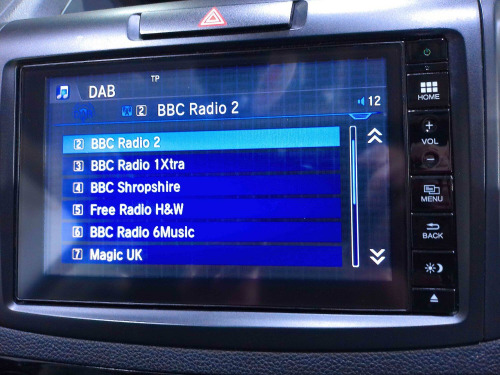 TP
DAB
2 BBC Radio 2
12
2 BBC Radio 2
3 BBC Radio 1Xtra
4 BBC Shropshire
5 Free Radio H&W
6 BBC Radio 6Music
7 Magic UK
HOME
+
VOL
−
MENU
BACK